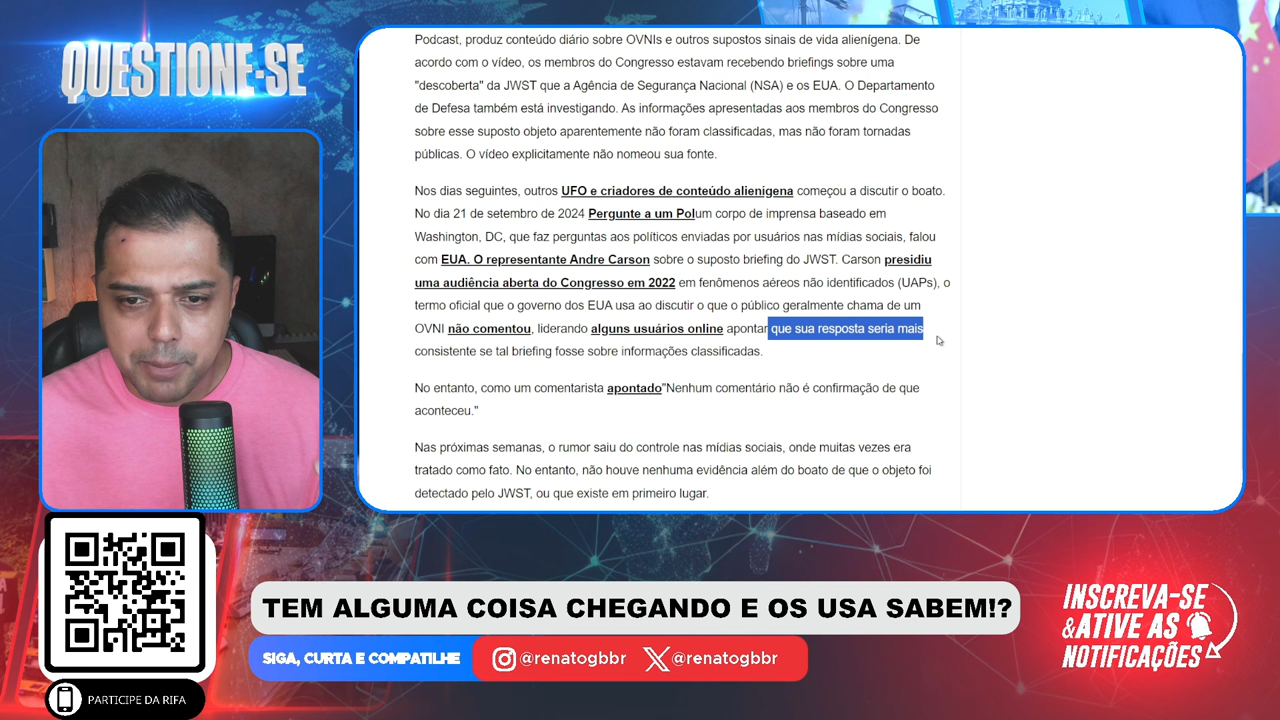 QUESTIONE-SE
Podcast, produz conteúdo diário sobre OVNIs e outros supostos sinais de vida alienígena. De
acordo com o vídeo, os membros do Congresso estavam recebendo briefings sobre uma
"descoberta" da JWST que a Agência de Segurança Nacional (NSA) e os EUA. O Departamento
de Defesa também está investigando. As informações apresentadas aos membros do Congresso
sobre esse suposto objeto aparentemente não foram classificadas, mas não foram tornadas
públicas. O vídeo explicitamente não nomeou sua fonte.
Nos dias seguintes, outros UFO e criadores de conteúdo alienígena começou a discutir o boato.
No dia 21 de setembro de 2024 Pergunte a um Polum corpo de imprensa baseado em
Washington, DC, que faz perguntas aos políticos enviadas por usuários nas mídias sociais, falou
com EUA. O representante Andre Carson sobre o suposto briefing do JWST. Carson presidiu
uma audiência aberta do Congresso em 2022 em fenômenos aéreos não identificados (UAPs), o
termo oficial que o governo dos EUA usa ao discutir o que o público geralmente chama de um
OVNI não comentou, liderando alguns usuários online apontar que sua resposta seria mais
consistente se tal briefing fosse sobre informações classificadas.
No entanto, como um comentarista apontado"Nenhum comentário não é confirmação de que
aconteceu."
Nas próximas semanas, o rumor saiu do controle nas mídias sociais, onde muitas vezes era
tratado como fato. No entanto, não houve nenhuma evidência além do boato de que o objeto foi
detectado pelo JWST, ou que existe em primeiro lugar.
TEM ALGUMA COISA CHEGANDO E OS USA SABEM!?
SIGA, CURTA E COMPATILHE
@renatogbbr
@renatogbbr
INSCREVA-SE
&ATIVE AS
NOTIFICAÇÕES
PARTICIPE DA RIFA